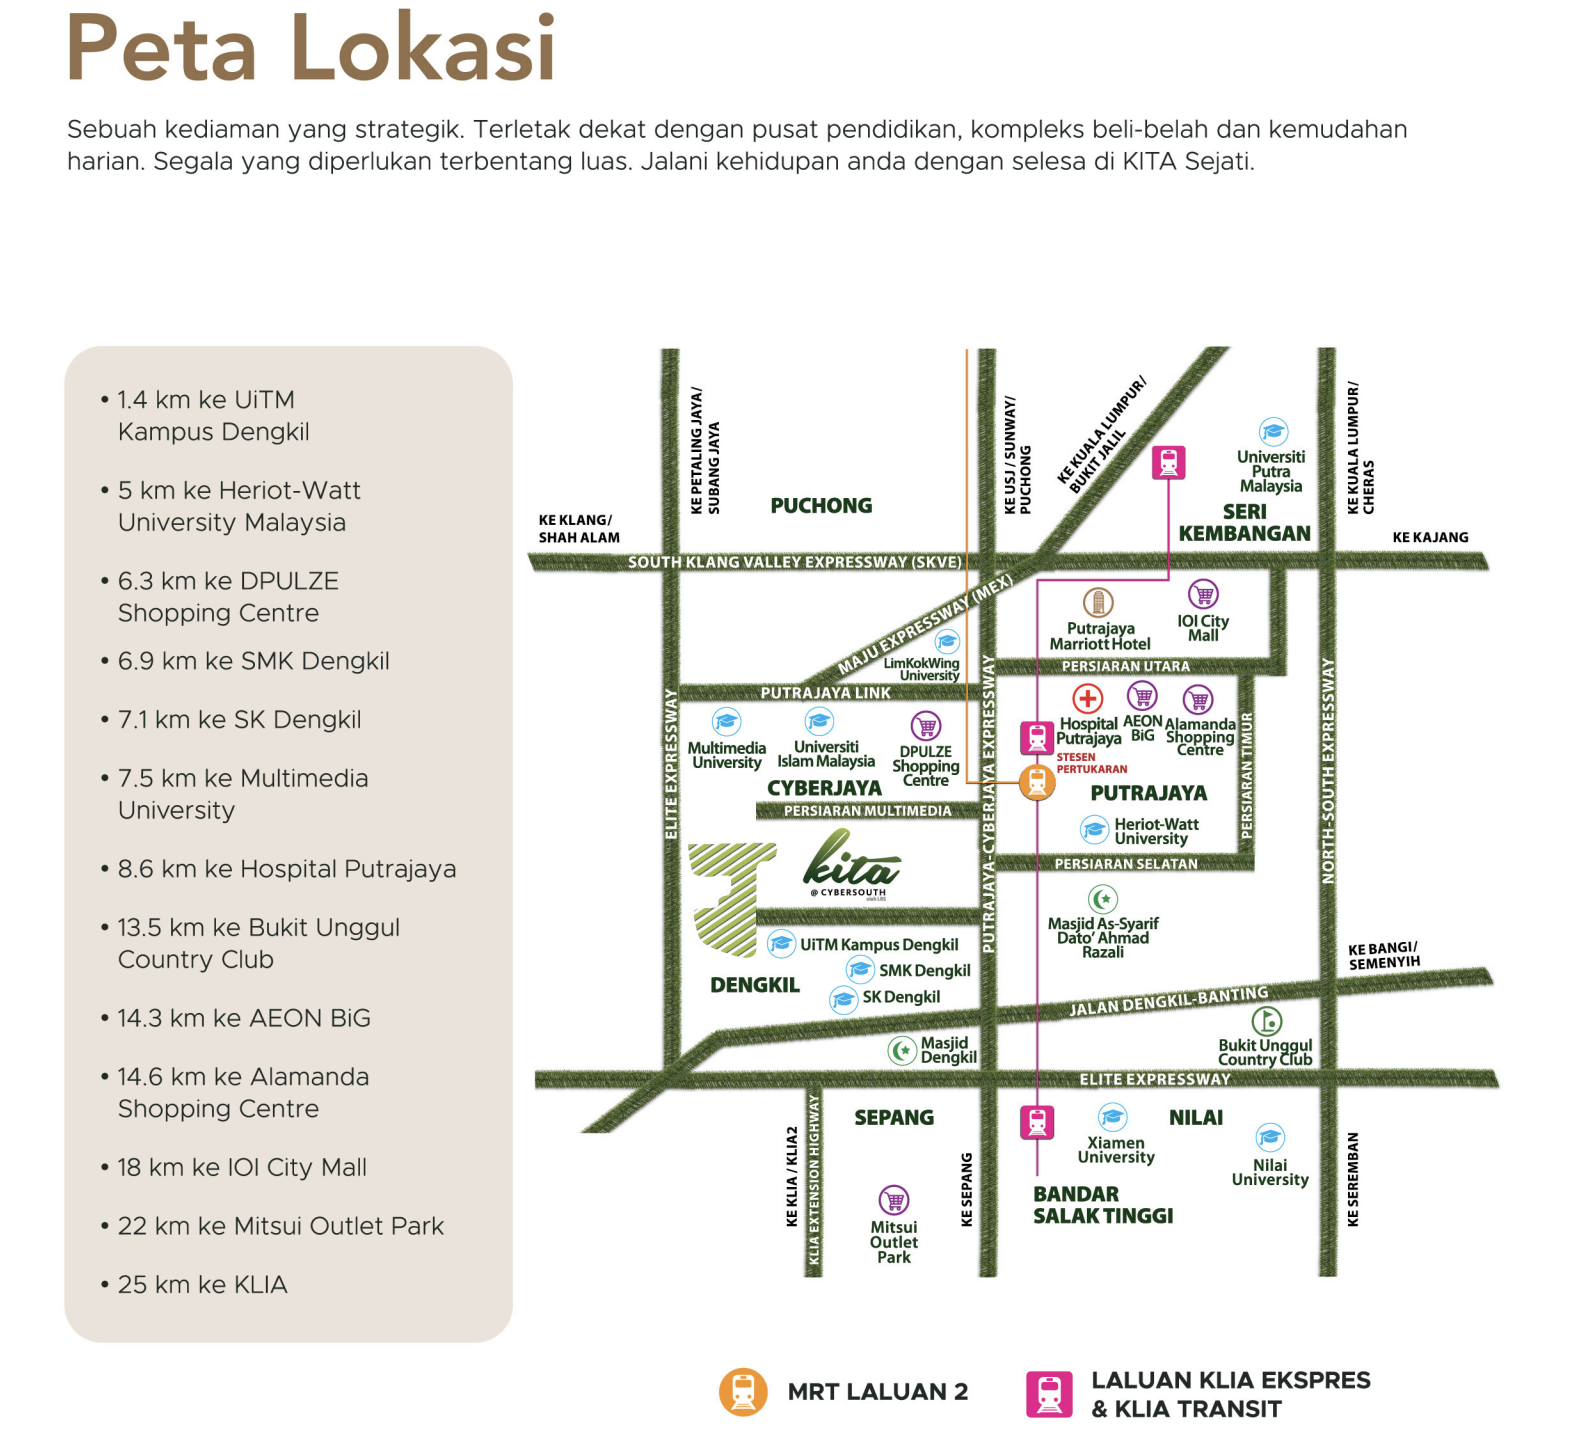 Peta Lokasi
Sebuah kediaman yang strategik. Terletak dekat dengan pusat pendidikan, kompleks beli-belah dan kemudahan
harian. Segala yang diperlukan terbentang luas. Jalani kehidupan anda dengan selesa di KITA Sejati.
• 1.4 km ke UiTM
Kampus Dengkil
• 5 km ke Heriot-Watt
University Malaysia
• 6.3 km ke DPULZE
Shopping Centre
• 6.9 km ke SMK Dengkil
• 7.1 km ke SK Dengkil
• 7.5 km ke Multimedia
University
• 8.6 km ke Hospital Putrajaya
• 13.5 km ke Bukit Unggul
Country Club
• 14.3 km ke AEON BiG
• 14.6 km ke Alamanda
Shopping Centre
• 18 km ke IOI City Mall
• 22 km ke Mitsui Outlet Park
• 25 km ke KLIA
KE PETALING JAYA/
SUBANG JAYA
KE USJ / SUNWAY/
PUCHONG
KE KUALA LUMPUR/
BUKIT JALIL
KE KUALA LUMPUR/
CHERAS
Universiti
Putra
Malaysia
PUCHONG
SERI
KEMBANGAN
KE KLANG/
SHAH ALAM
KE KAJANG
SOUTH KLANG VALLEY EXPRESSWAY (SKVE)
MAJU EXPRESSWAY (MEX)
Putrajaya
Marriott Hotel
IOI City
Mall
LimKokWing
University
PERSIARAN UTARA
PUTRAJAYA LINK
ELITE EXPRESSWAY
PUTRAJAYA-CYBERJAYA EXPRESSWAY
PERSIARAN TIMUR
NORTH-SOUTH EXPRESSWAY
Multimedia
University
Universiti
Islam Malaysia
DPULZE
Shopping
Centre
Hospital
Putrajaya
AEON
BiG
Alamanda
Shopping
Centre
STESEN
PERTUKARAN
CYBERJAYA
PUTRAJAYA
PERSIARAN MULTIMEDIA
Heriot-Watt
University
kita
@ CYBERSOUTH
oleh LBS
PERSIARAN SELATAN
Masjid As-Syarif
Dato' Ahmad
Razali
UiTM Kampus Dengkil
SMK Dengkil
SK Dengkil
DENGKIL
KE BANGI/
SEMENYIH
JALAN DENGKIL-BANTING
Masjid
Dengkil
Bukit Unggul
Country Club
ELITE EXPRESSWAY
SEPANG
NILAI
KE KLIA / KLIA2
KLIA EXTENSION HIGHWAY
KE SEPANG
Xiamen
University
Nilai
University
KE SEREMBAN
BANDAR
SALAK TINGGI
Mitsui
Outlet
Park
MRT LALUAN 2
LALUAN KLIA EKSPRES
& KLIA TRANSIT